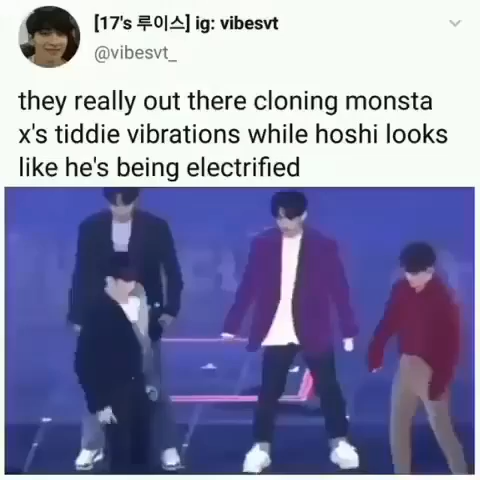 [17's 루이스] ig: vibesvt
@vibesvt_
they really out there cloning monsta
x's tiddie vibrations while hoshi looks
like he's being electrified